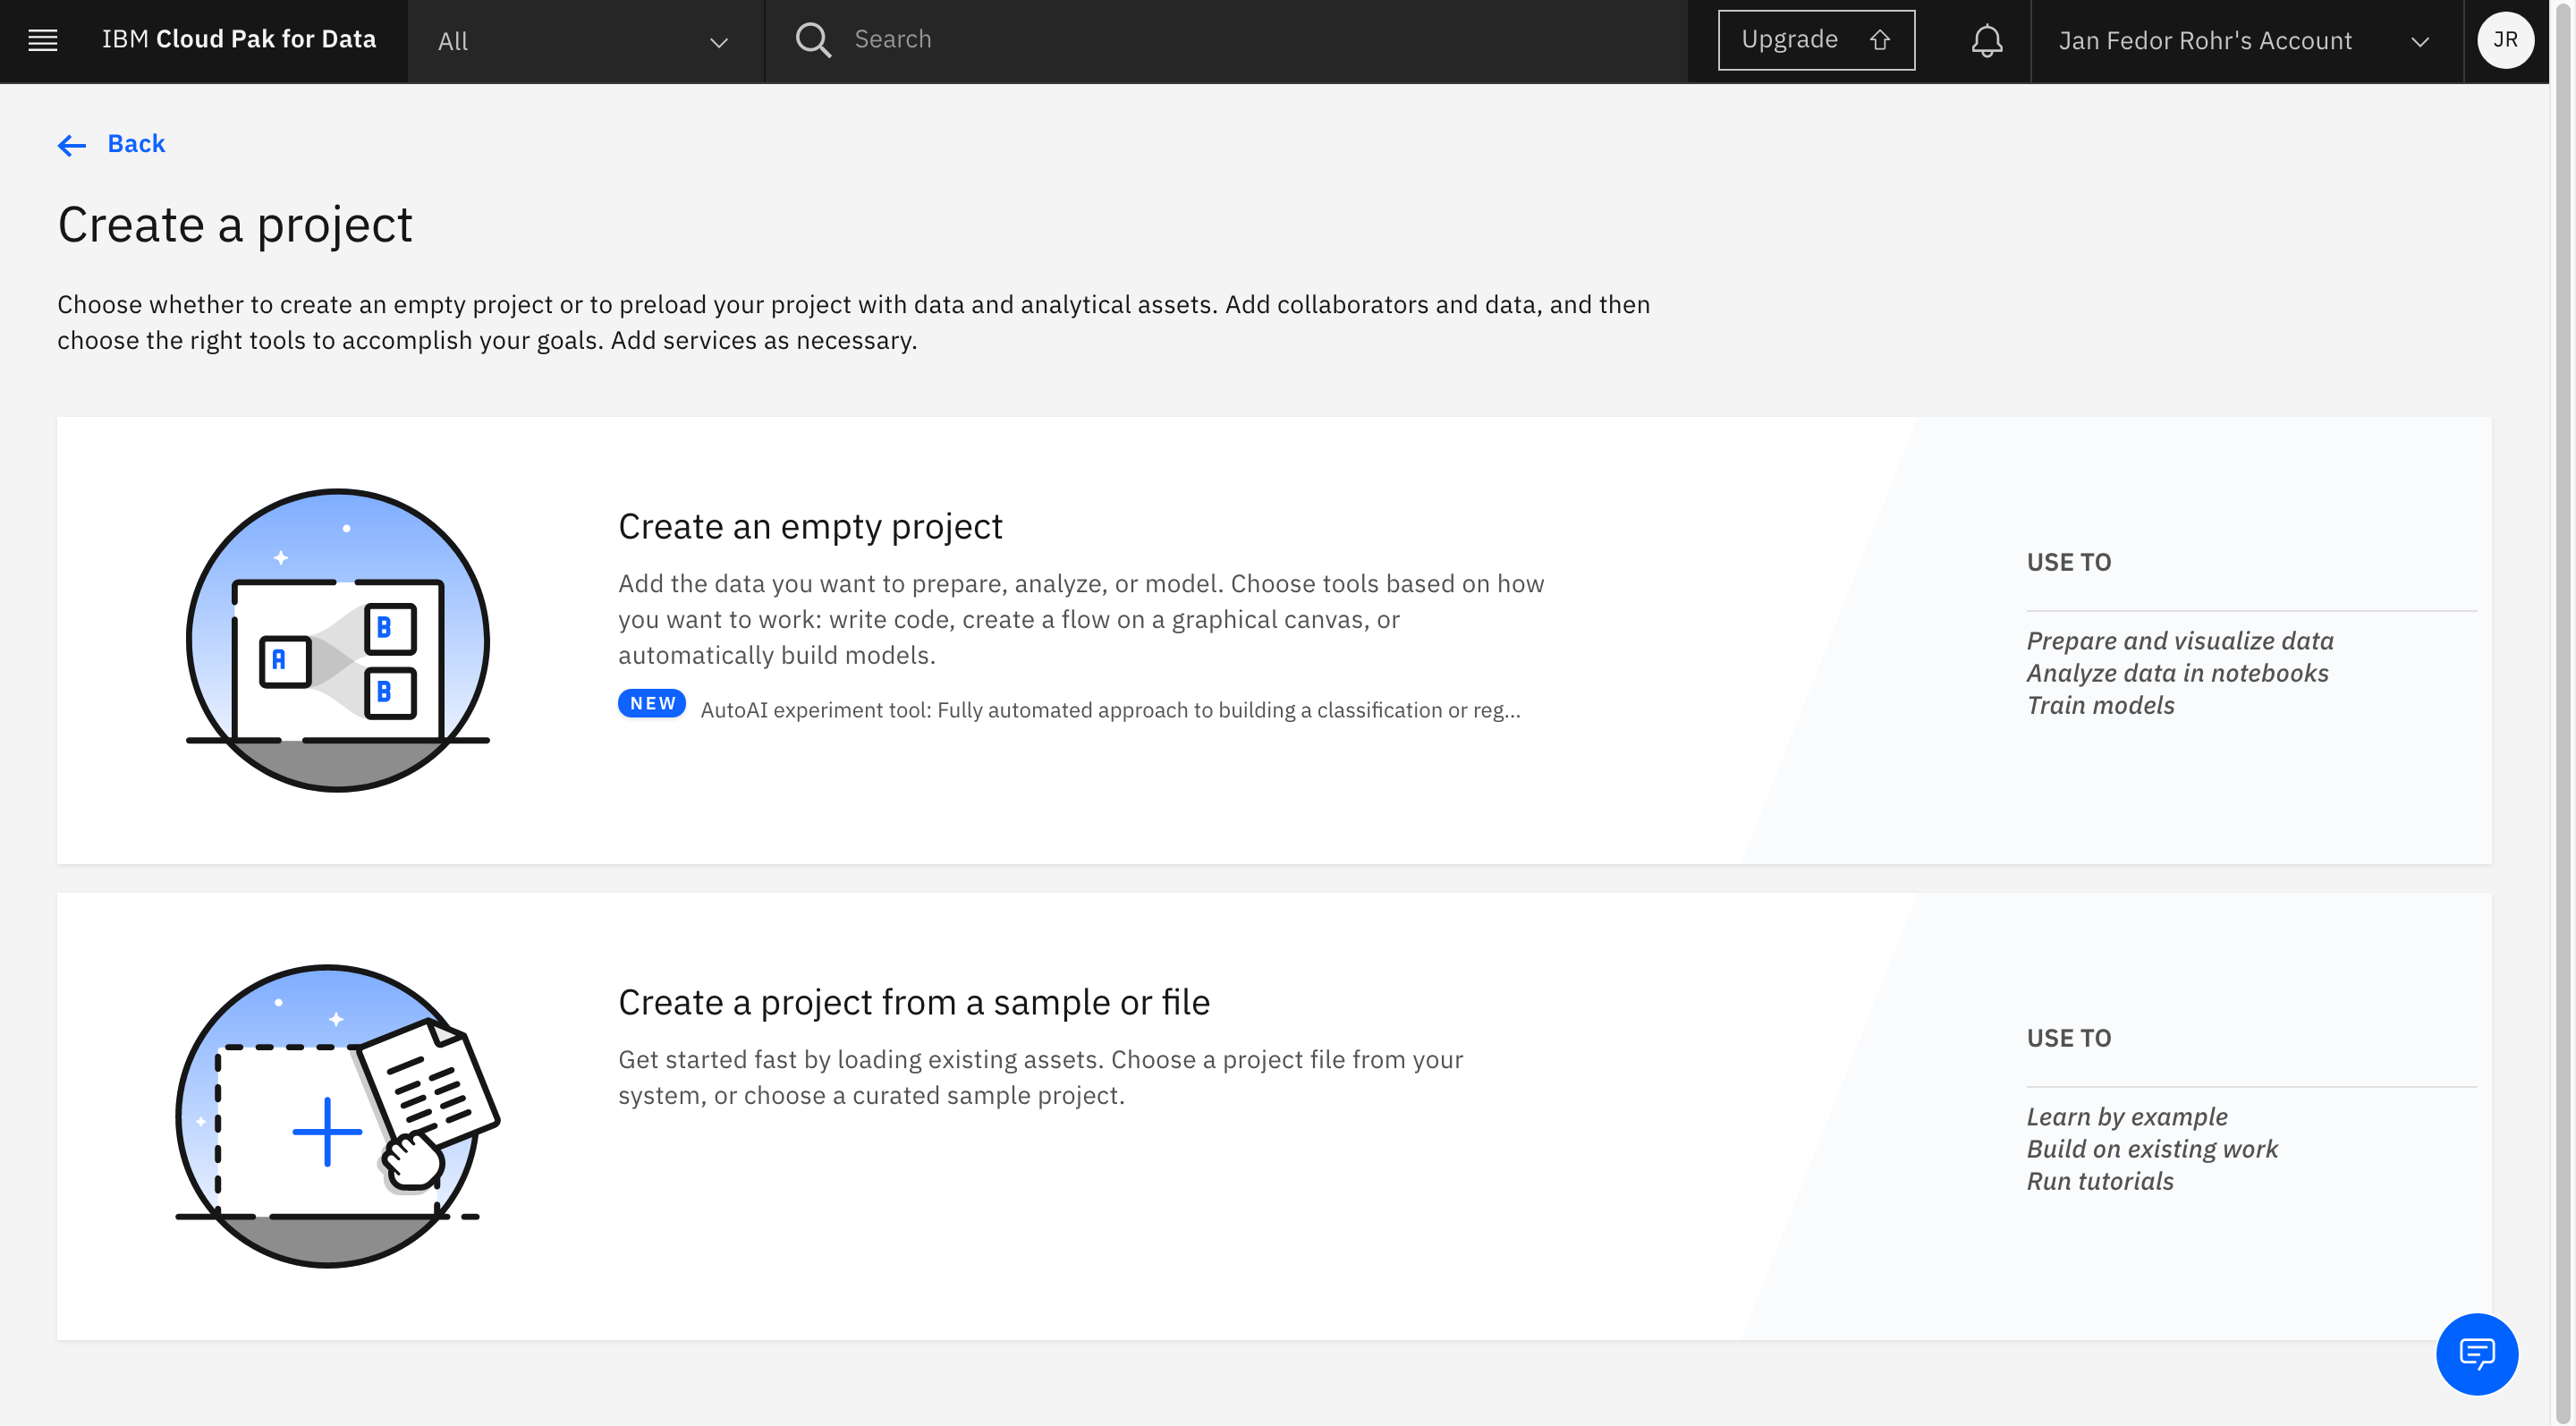 IBM Cloud Pak for Data
All
Search
Upgrade
Jan Fedor Rohr's Account
JR
Back
Create a project
Choose whether to create an empty project or to preload your project with data and analytical assets. Add collaborators and data, and then
choose the right tools to accomplish your goals. Add services as necessary.
A
B
B
Create an empty project
Add the data you want to prepare, analyze, or model. Choose tools based on how
you want to work: write code, create a flow on a graphical canvas, or
automatically build models.
NEW AutoAI experiment tool: Fully automated approach to building a classification or reg...
USE TO
Prepare and visualize data
Analyze data in notebooks
Train models
Create a project from a sample or file
Get started fast by loading existing assets. Choose a project file from your
system, or choose a curated sample project.
USE TO
Learn by example
Build on existing work
Run tutorials